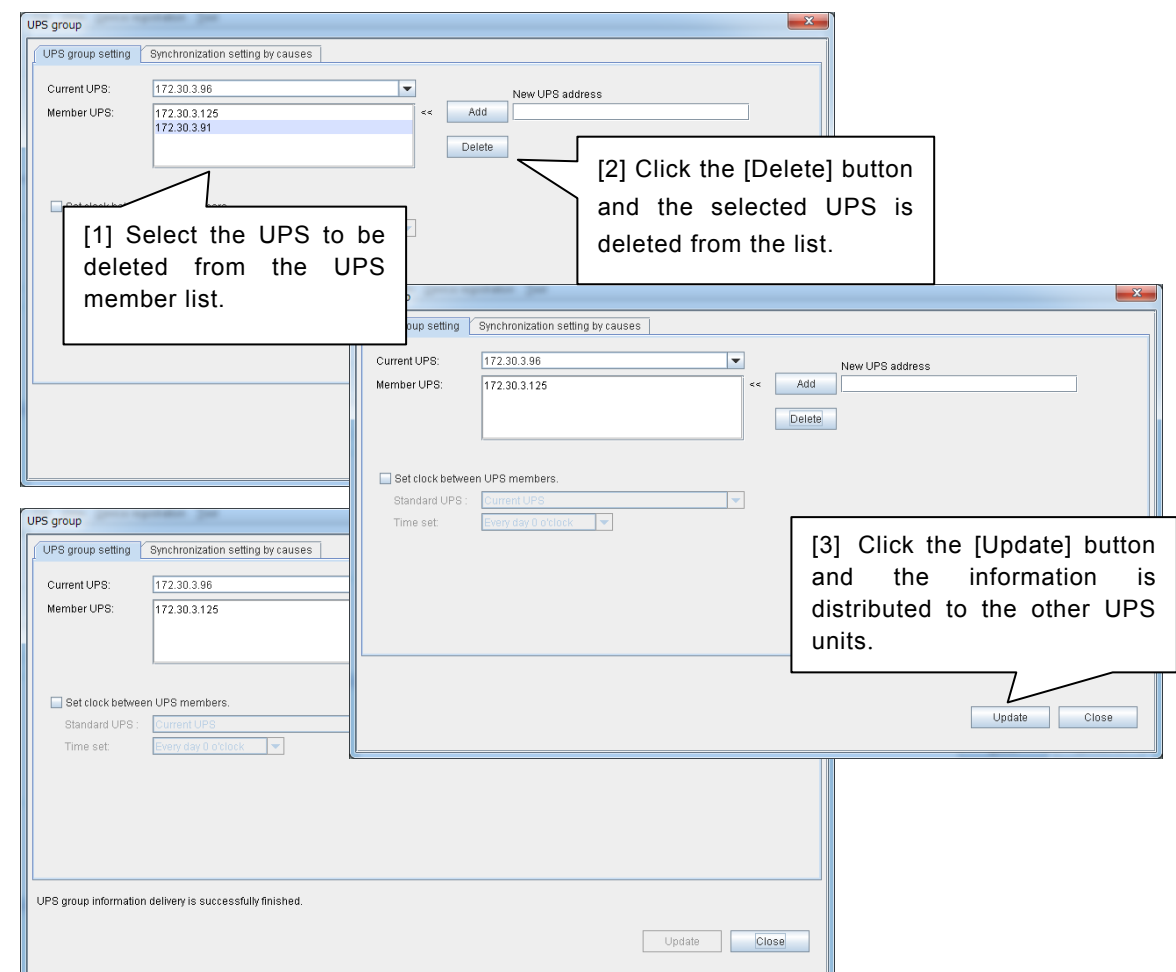 UPS group
UPS group setting
Synchronization setting by causes
Current UPS:
172.30.3.96
New UPS address
Member UPS:
172.30.3.125
<<
Add
172.30.3.91
Delete
[1] Select the UPS to be
deleted from the UPS
member list.
[2] Click the [Delete] button
and the selected UPS is
deleted from the list.
oup setting
Synchronization setting by causes
Current UPS:
172.30.3.96
New UPS address
Member UPS:
172.30.3.125
<<
Add
Delete
Set clock between UPS members.
Standard UPS :
Current UPS
Time set:
Every day 0 o'clock
[3] Click the [Update] button
and the information is
distributed to the other UPS
units.
Update
Close
UPS group
UPS group setting
Synchronization setting by causes
Current UPS:
172.30.3.96
Member UPS:
172.30.3.125
Set clock between UPS members.
Standard UPS :
Current UPS
Time set:
Every day 0 o'clock
UPS group information delivery is successfully finished.
Update
Close